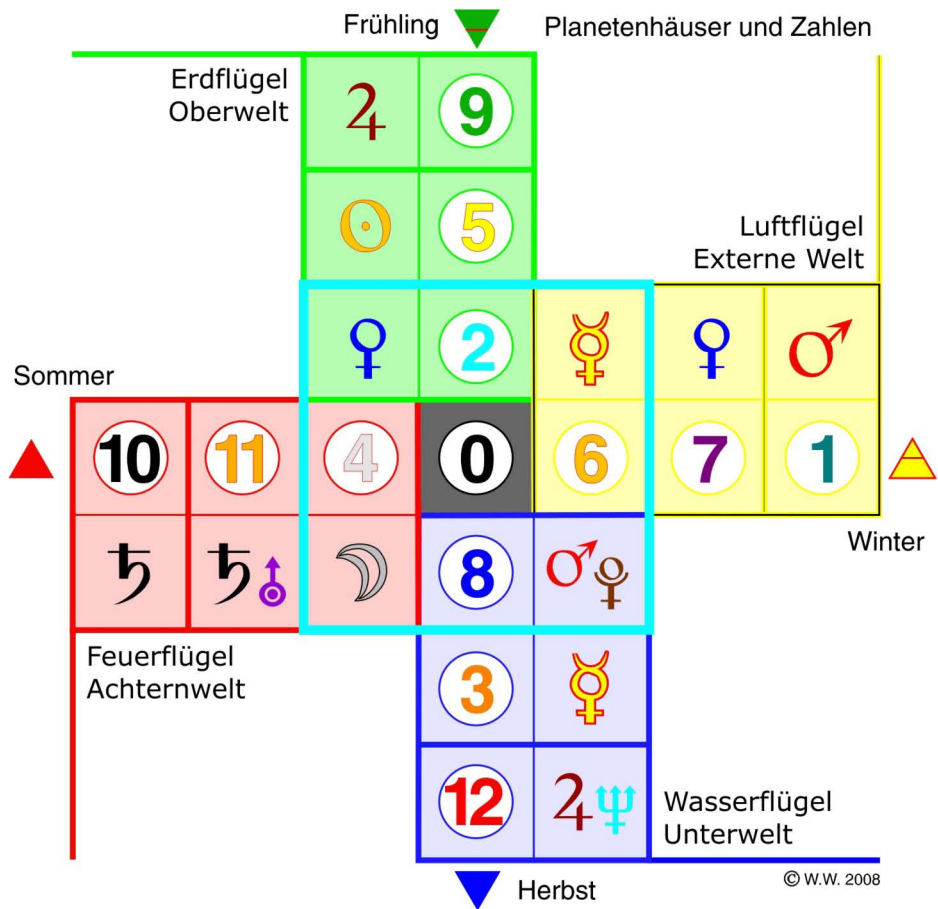 Frühling
Planetenhäuser und Zahlen
Erdflügel
Oberwelt
♃ 9
☉ 5
Luftflügel
Externe Welt
♀ 2 ☿ ♀ ♂
Sommer
10 11 4 0 6 7 1
Winter
♄ ♄ ⛢ ☽ 8 ♂ ♇
Feuerflügel
Achternwelt
3 ☿
12 ♃ ♆
Wasserflügel
Unterwelt
Herbst
© W.W. 2008